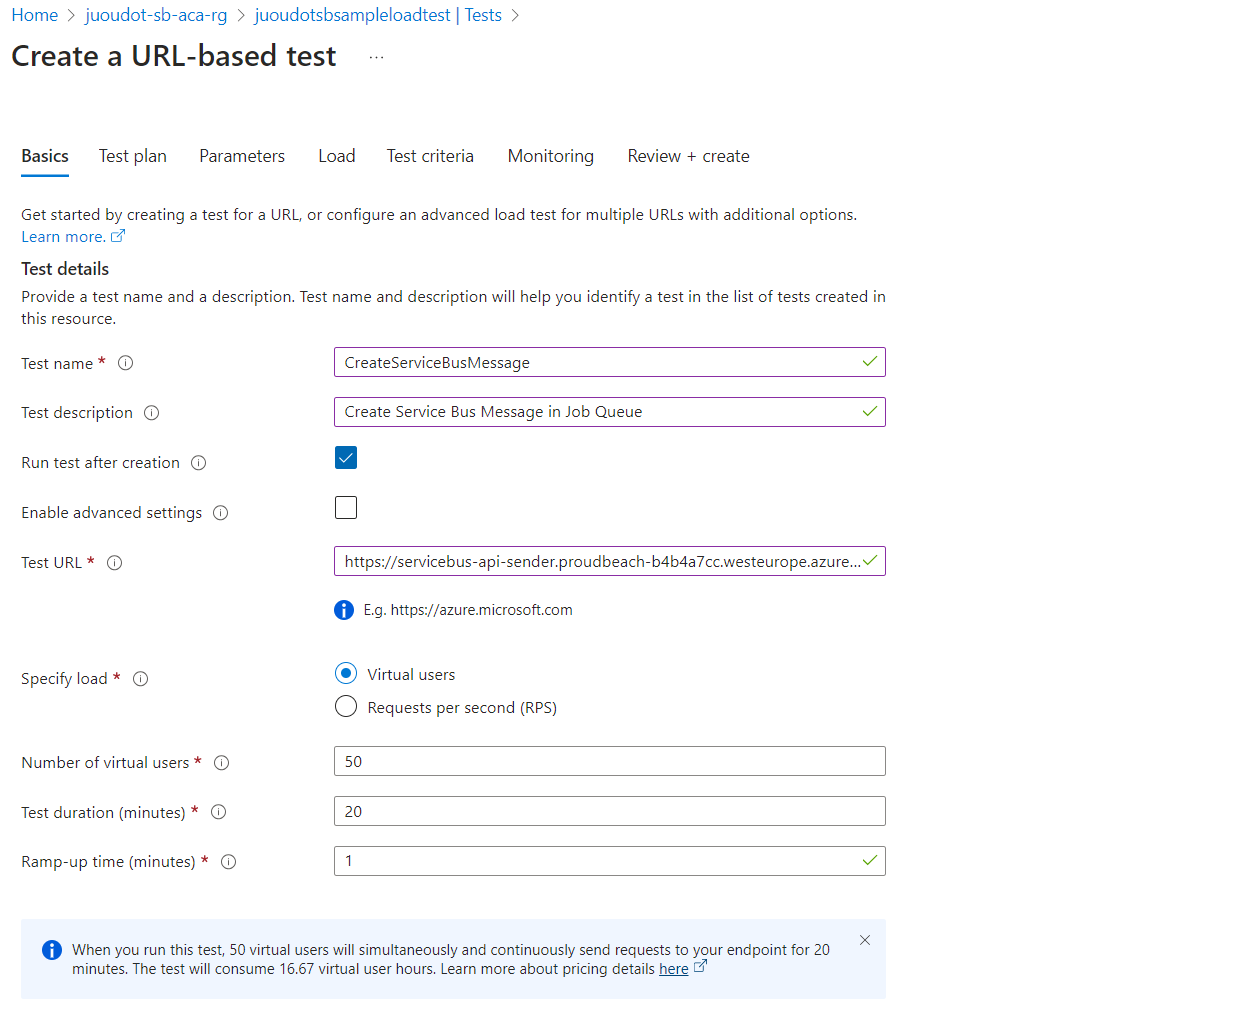 Home > juoudot-sb-aca-rg > juoudotsbsampleloadtest | Tests >
Create a URL-based test ...
Basics Test plan Parameters Load Test criteria Monitoring Review + create
Get started by creating a test for a URL, or configure an advanced load test for multiple URLs with additional options.
Learn more.
Test details
Provide a test name and a description. Test name and description will help you identify a test in the list of tests created in
this resource.
Test name * CreateServiceBusMessage
Test description Create Service Bus Message in Job Queue
Run test after creation
Enable advanced settings
Test URL * https://servicebus-api-sender.proudbeach-b4b4a7cc.westeurope.azure...
E.g. https://azure.microsoft.com
Specify load * Virtual users
Requests per second (RPS)
Number of virtual users * 50
Test duration (minutes) * 20
Ramp-up time (minutes) * 1
When you run this test, 50 virtual users will simultaneously and continuously send requests to your endpoint for 20
minutes. The test will consume 16.67 virtual user hours. Learn more about pricing details here